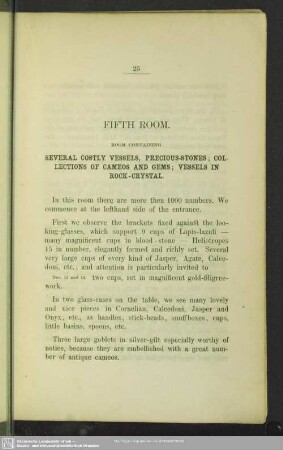 25
FIFTH ROOM.
ROOM CONTAINING
SEVERAL COSTLY VESSELS, PRECIOUS-STONES; COL-
LECTIONS OF CAMEOS AND GEMS; VESSELS IN
ROCK-CRYSTAL.
In this room there are more then 1000 numbers. We
commence at the lefthand side of the entrance.
First we observe the brackets fixed against the loo-
king-glasses, which support 9 cups of Lapis-lazuli —
many magnificent cups in blood-stone — Heliotropes
15 in number, elegantly formed and richly set. Several
very large cups of every kind of Jasper, Agate, Calce-
doni, etc.; and attention is particularly invited to
Nos. 11 and 14 two cups, set in magnificent gold-filigree-
work.
In two glass-cases on the table, we see many lovely
and nice pieces in Cornelian, Calcedoni, Jasper and
Onyx, etc., as handles, stick-heads, snuffboxes, cups,
little basins, spoons, etc.
Three large goblets in silver-gilt especially worthy of
notice, because they are embellished with a great num-
ber of antique cameos.